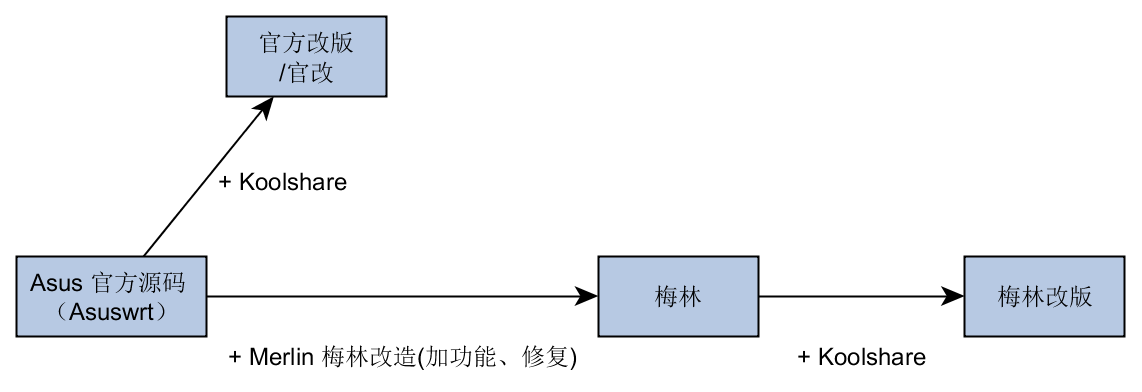 官方改版
/官改
+ Koolshare
Asus 官方源码
（Asuswrt）
梅林
梅林改版
+ Merlin 梅林改造(加功能、修复)
+ Koolshare